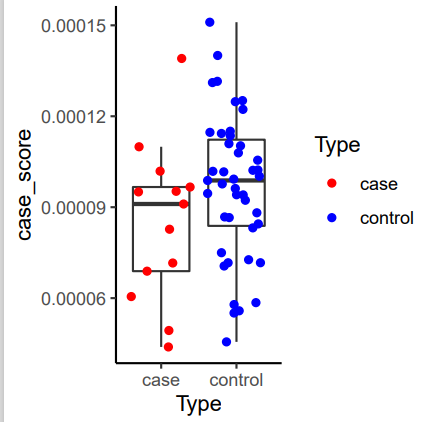 0.00015
0.00012
0.00009
0.00006
case_score
case
control
Type
Type
case
control